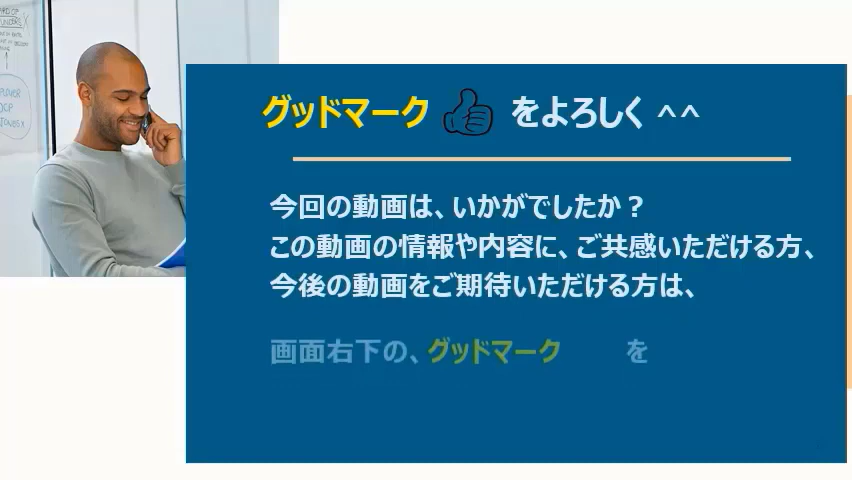 グッドマーク をよろしく ^^
今回の動画は、いかがでしたか？
この動画の情報や内容に、ご共感いただける方、
今後の動画をご期待いただける方は、
画面右下の、グッドマーク を